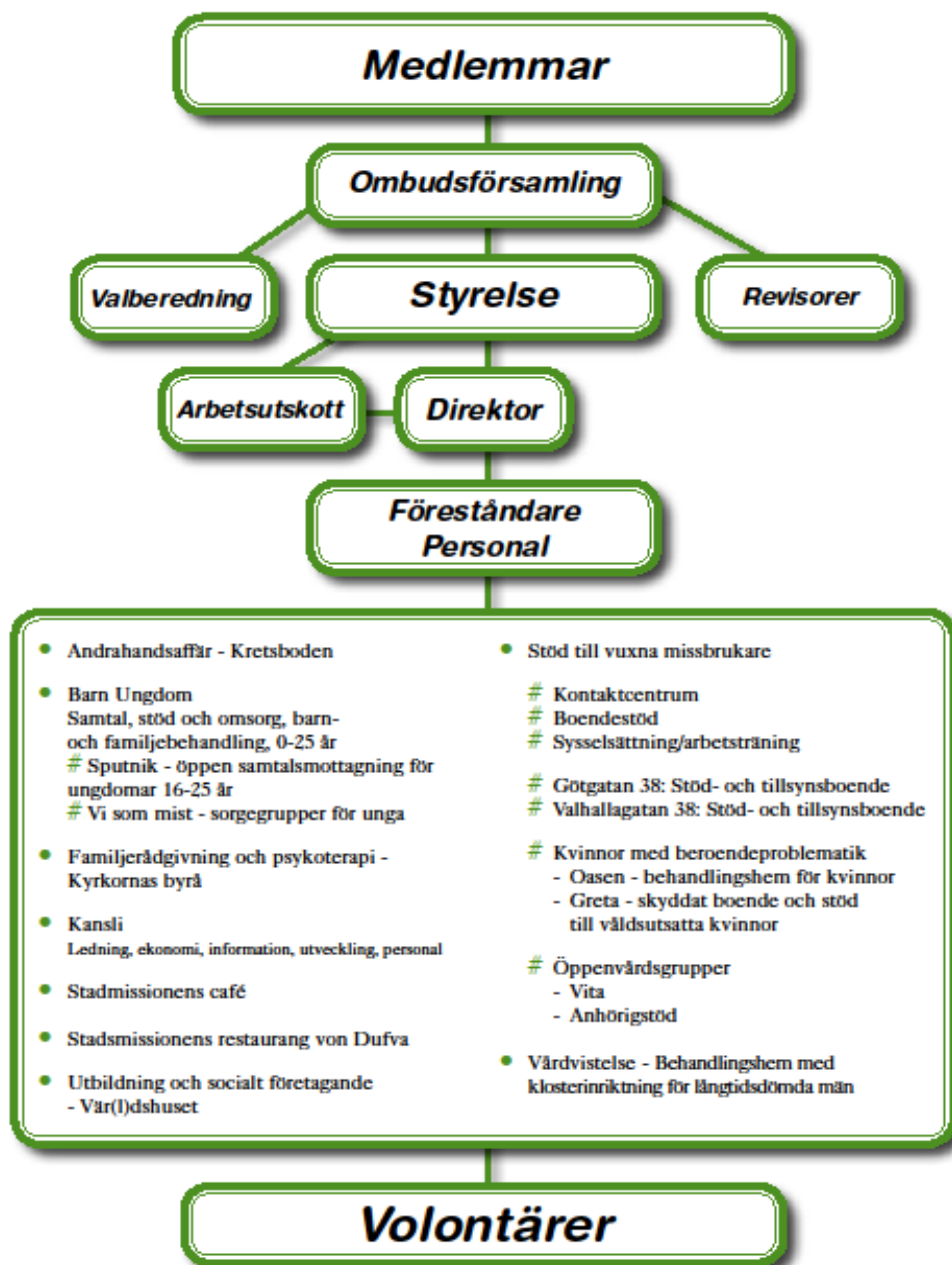 Medlemmar
Ombudsförsamling
Valberedning
Styrelse
Revisorer
Arbetsutskott
Direktor
Föreståndare
Personal
• Andrahandsaffär - Kretsboden
• Barn Ungdom
Samtal, stöd och omsorg, barn-
och familjebehandling, 0-25 år
# Sputnik - öppen samtalsmottagning för
ungdomar 16-25 år
# Vi som mist - sorgegrupper för unga
• Familjerådgivning och psykoterapi -
Kyrkornas byrå
• Kansli
Ledning, ekonomi, information, utveckling, personal
• Stadmissionens café
• Stadsmissionens restaurang von Dufva
• Utbildning och socialt företagande
- Vär(l)dshuset
• Stöd till vuxna missbrukare
# Kontaktcentrum
# Boendestöd
# Sysselsättning/arbetsträning
# Götgatan 38: Stöd- och tillsynsboende
# Valhallagatan 38: Stöd- och tillsynsboende
# Kvinnor med beroendeproblematik
- Oasen - behandlingshem för kvinnor
- Greta - skyddat boende och stöd
till våldsutsatta kvinnor
# Öppenvårdsgrupper
- Vita
- Anhörigstöd
• Vårdvistelse - Behandlingshem med
klosterinriktning för långtidsdömda män
Volontärer